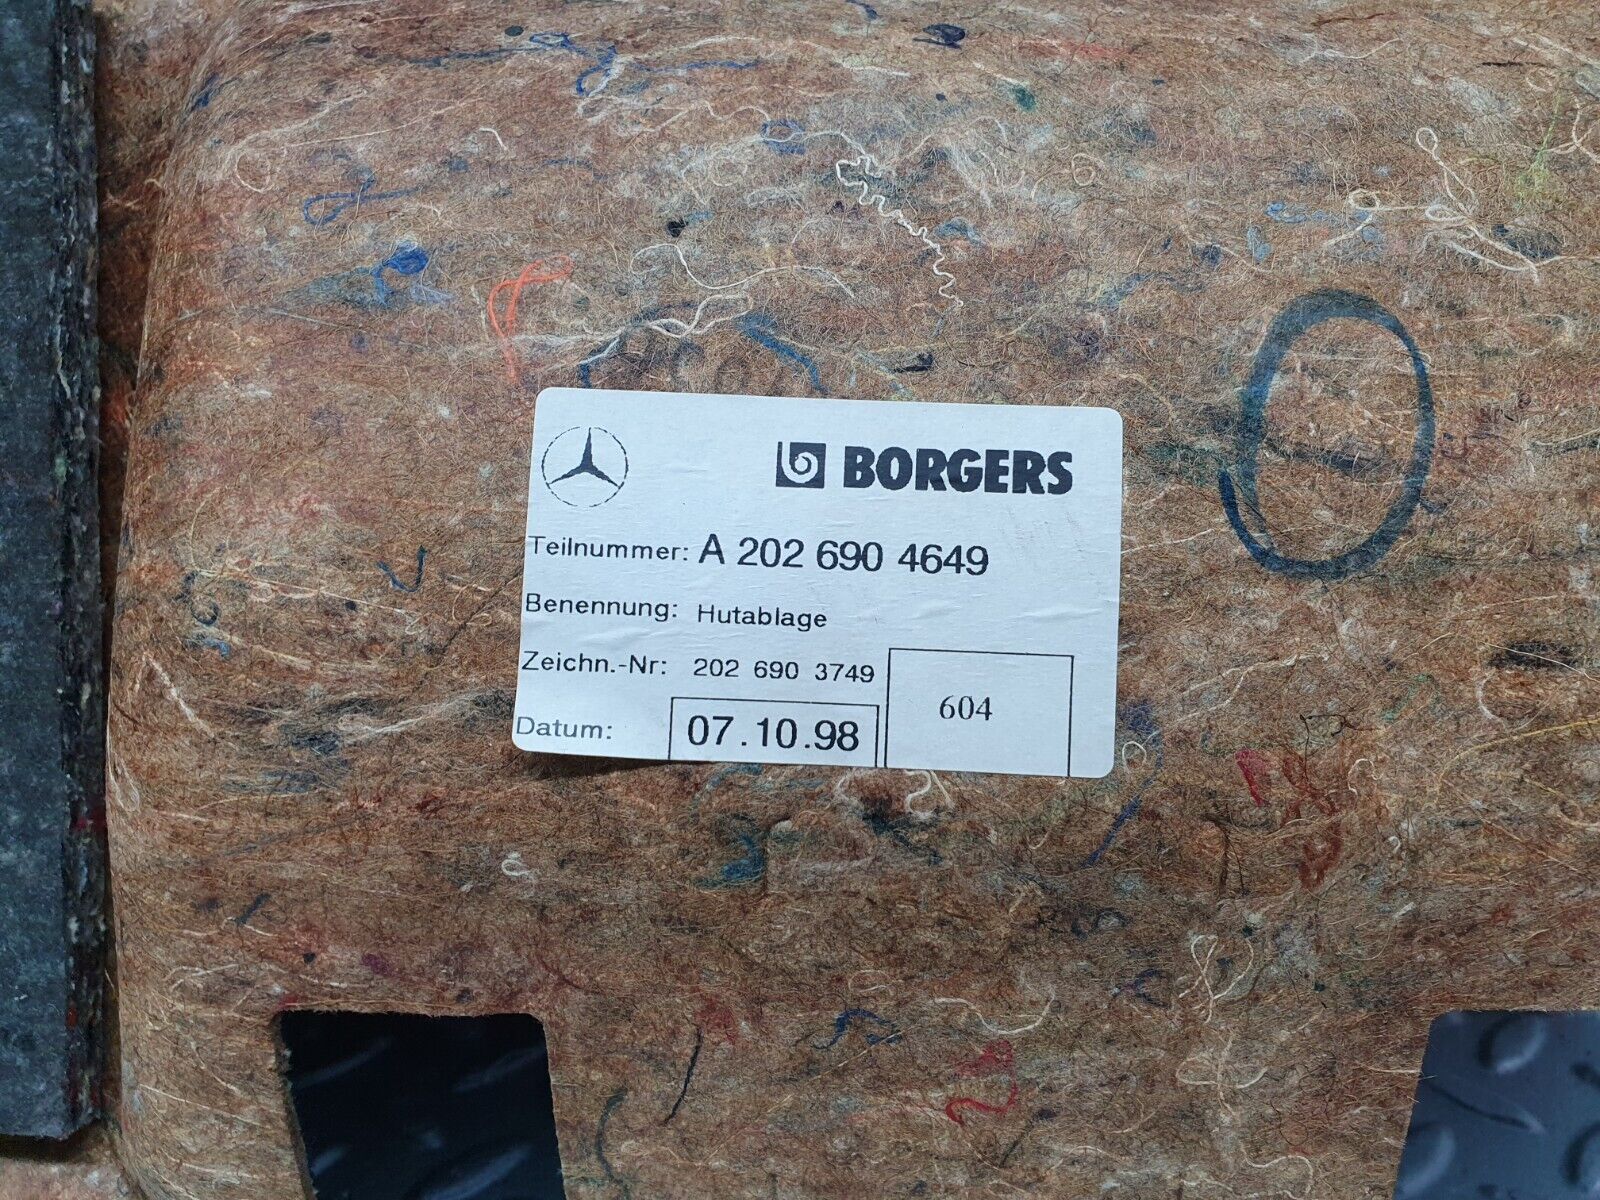 BORGERS
Teilnummer: A 202 690 4649
Benennung: Hutablage
Zeichn.-Nr: 202 690 3749
604
Datum: 07.10.98
O